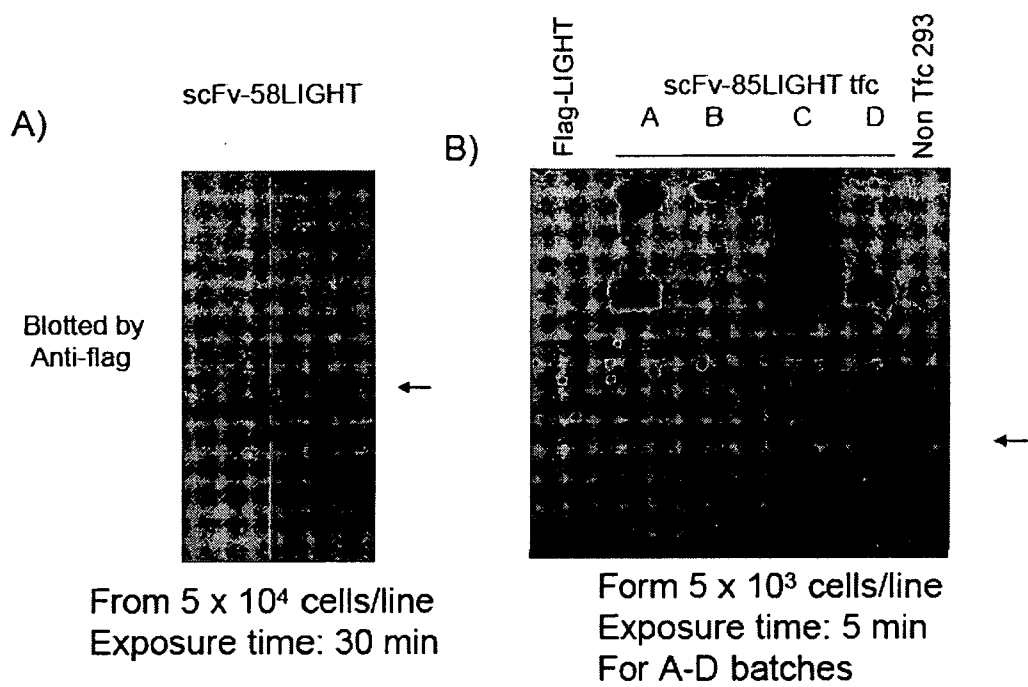 A)
scFv-58LIGHT
Blotted by
Anti-flag
From 5 x 10⁴ cells/line
Exposure time: 30 min
B)
Flag-LIGHT
scFv-85LIGHT tfc
A B C D
Non Tfc 293
Form 5 x 10³ cells/line
Exposure time: 5 min
For A-D batches